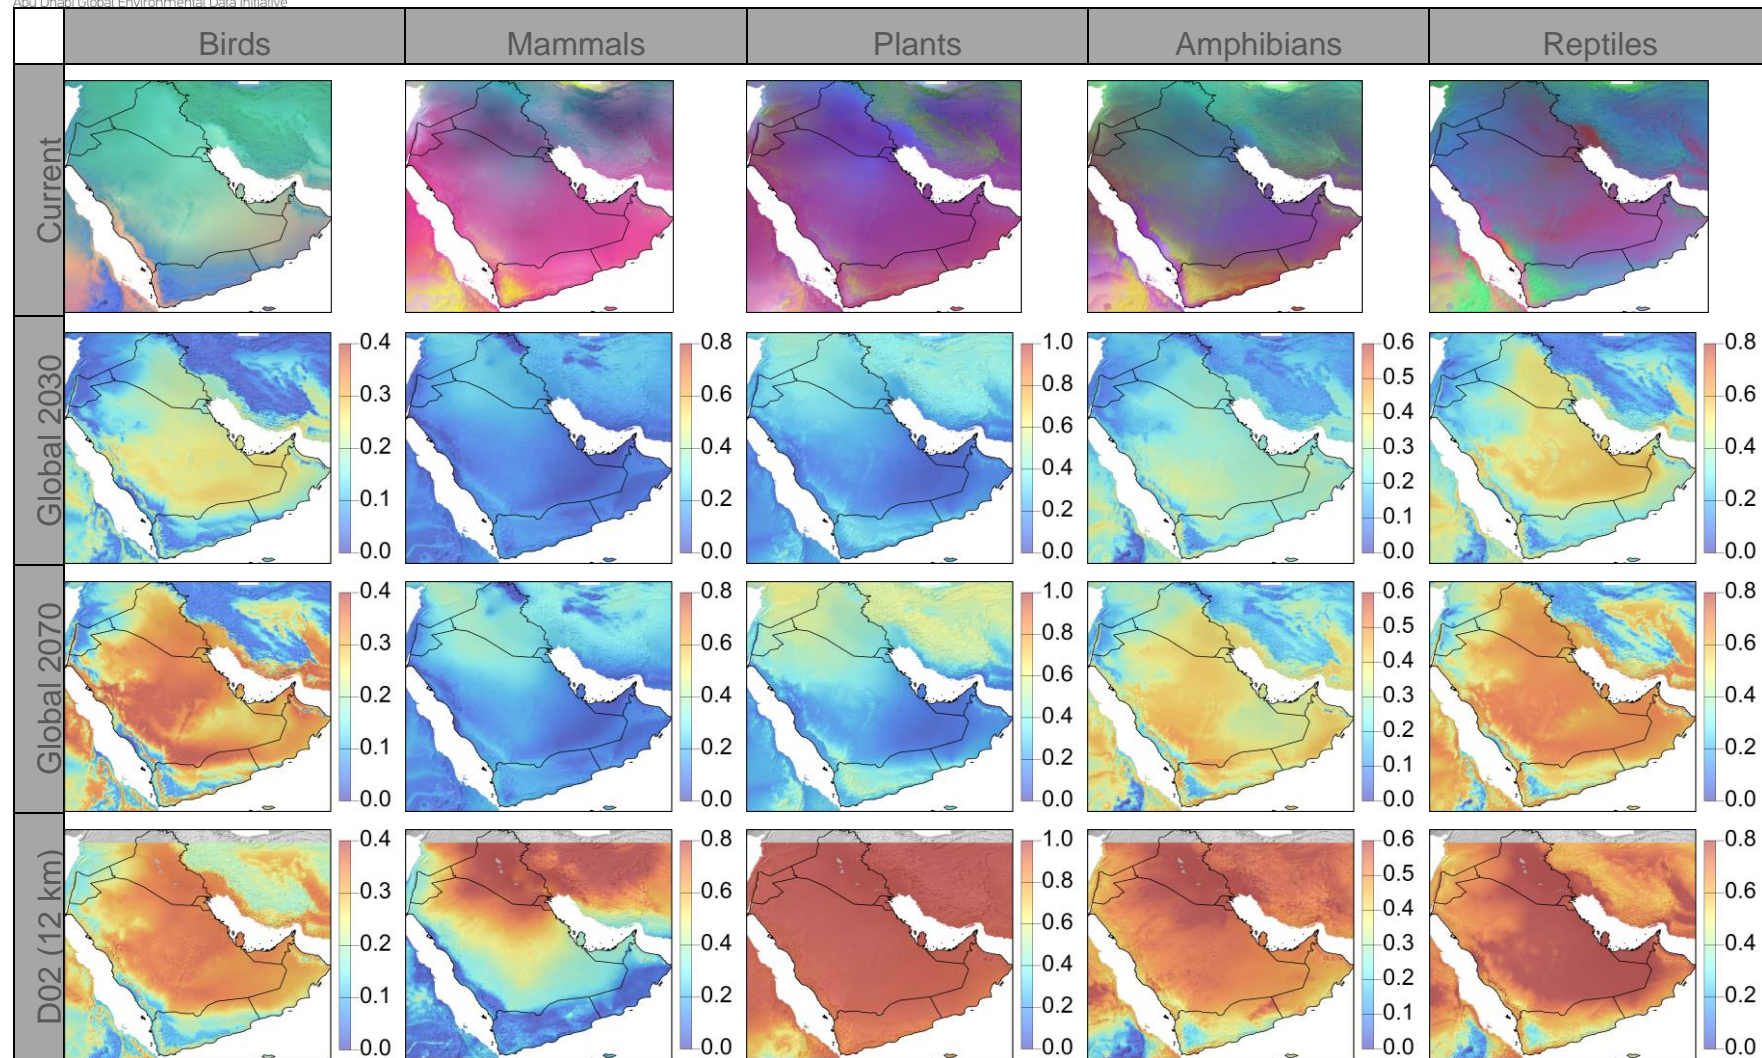 Abu Dhabi Global Environmental Data Initiative
Birds Mammals Plants Amphibians Reptiles
Current
Global 2030
0.4 0.8 1.0 0.6 0.8
0.3 0.6 0.8 0.5 0.6
0.2 0.4 0.6 0.4 0.4
0.1 0.2 0.4 0.3 0.2
0.0 0.0 0.2 0.2 0.0
0.0 0.1
0.0
Global 2070
0.4 0.8 1.0 0.6 0.8
0.3 0.6 0.8 0.5 0.6
0.2 0.4 0.6 0.4 0.4
0.1 0.2 0.4 0.3 0.2
0.0 0.0 0.2 0.2 0.0
0.0 0.1
0.0
D02 (12 km)
0.4 0.8 1.0 0.6 0.8
0.3 0.6 0.8 0.5 0.6
0.2 0.4 0.6 0.4 0.4
0.1 0.2 0.4 0.3 0.2
0.0 0.0 0.2 0.2 0.0
0.0 0.1
0.0